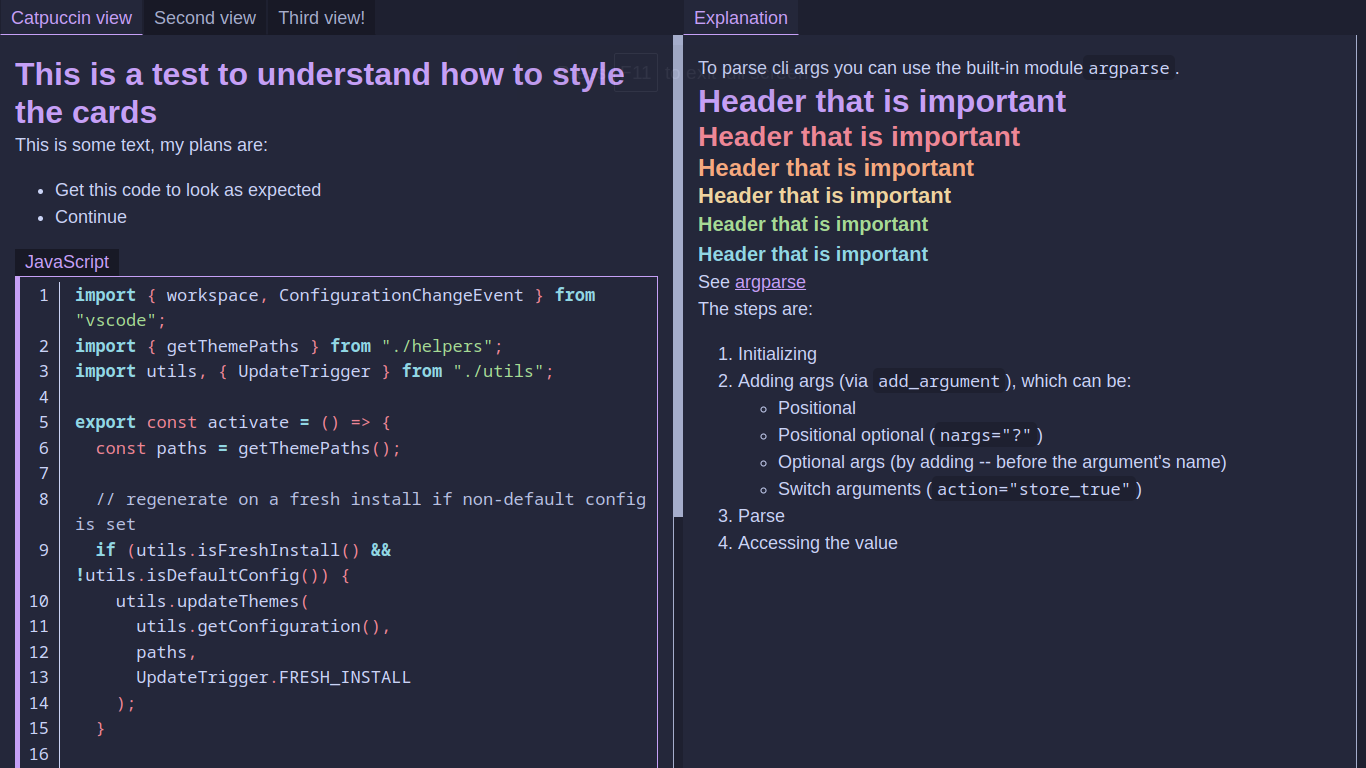 Catpuccin view Second view Third view!
This is a test to understand how to style
the cards
This is some text, my plans are:
• Get this code to look as expected
• Continue
JavaScript
1 import { workspace, ConfigurationChangeEvent } from
"vscode";
2 import { getThemePaths } from "./helpers";
3 import utils, { UpdateTrigger } from "./utils";
4
5 export const activate = () => {
6 const paths = getThemePaths();
7
8 // regenerate on a fresh install if non-default config
is set
9 if (utils.isFreshInstall() &&
!utils.isDefaultConfig()) {
10 utils.updateThemes(
11 utils.getConfiguration(),
12 paths,
13 UpdateTrigger.FRESH_INSTALL
14 );
15 }
16
Explanation
To parse cli args you can use the built-in module argparse.
Header that is important
Header that is important
Header that is important
Header that is important
Header that is important
Header that is important
See argparse
The steps are:
1. Initializing
2. Adding args (via add_argument), which can be:
◦ Positional
◦ Positional optional (nargs="?")
◦ Optional args (by adding -- before the argument's name)
◦ Switch arguments (action="store_true")
3. Parse
4. Accessing the value